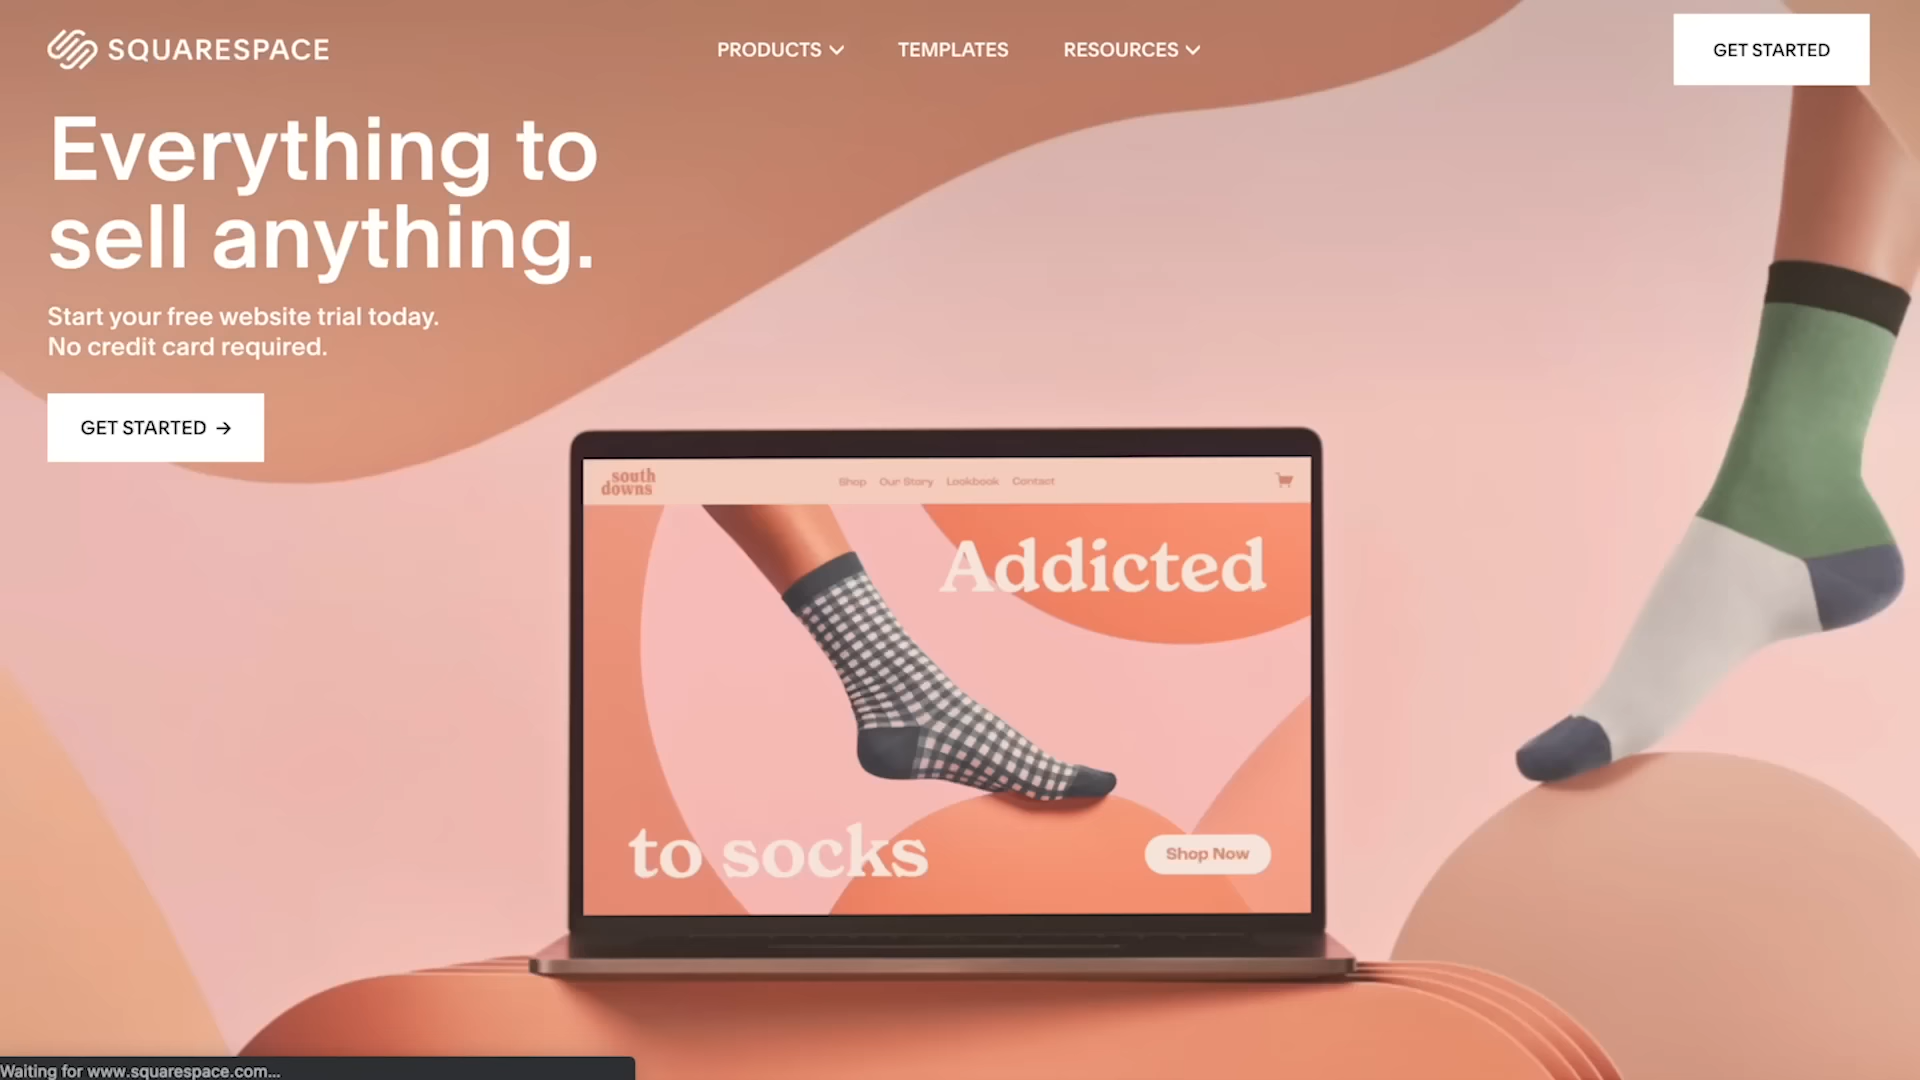 SQUARESPACE
PRODUCTS
TEMPLATES
RESOURCES
GET STARTED
Everything to
sell anything.
Start your free website trial today.
No credit card required.
GET STARTED →
south
downs
Shop
Our Story
Lookbook
Contact
Addicted
to socks
Shop Now
Waiting for www.squarespace.com...